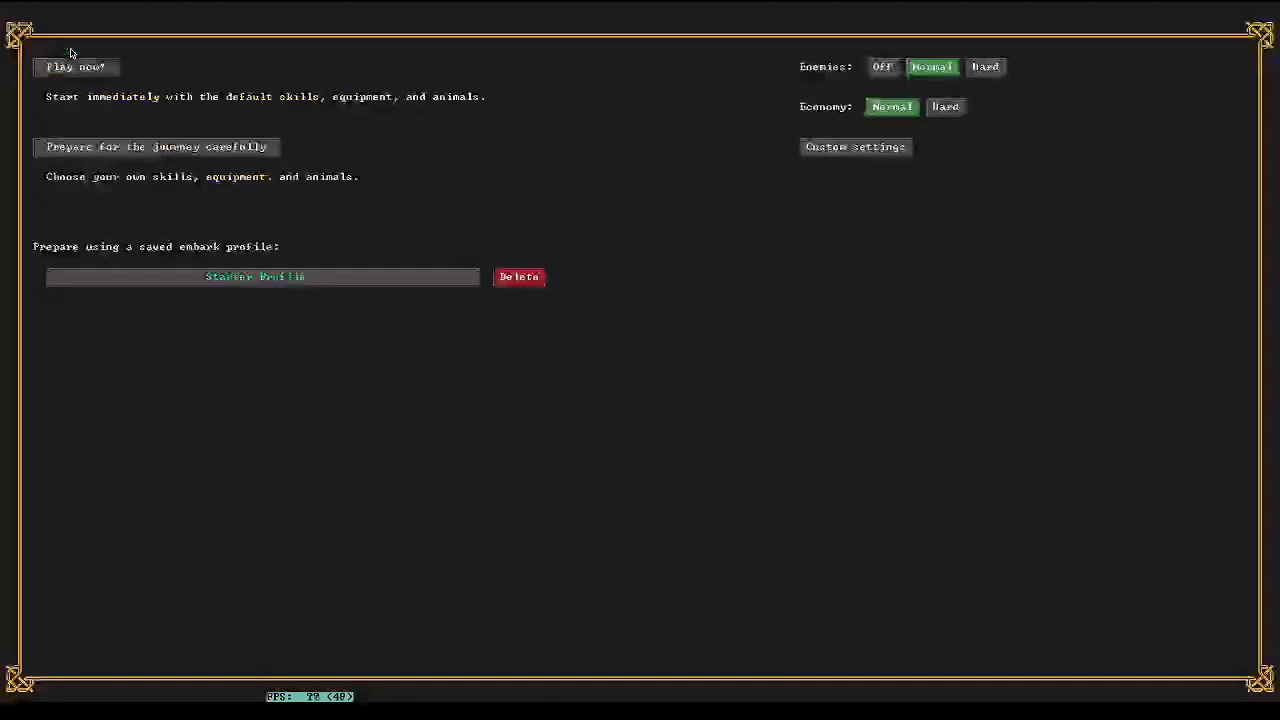 Play now!
Enemies: Off Normal Hard
Start immediately with the default skills, equipment, and animals.
Economy: Normal Hard
Prepare for the journey carefully
Custom settings
Choose your own skills, equipment, and animals.
Prepare using a saved embark profile:
Profile Delete
FPS: (40)